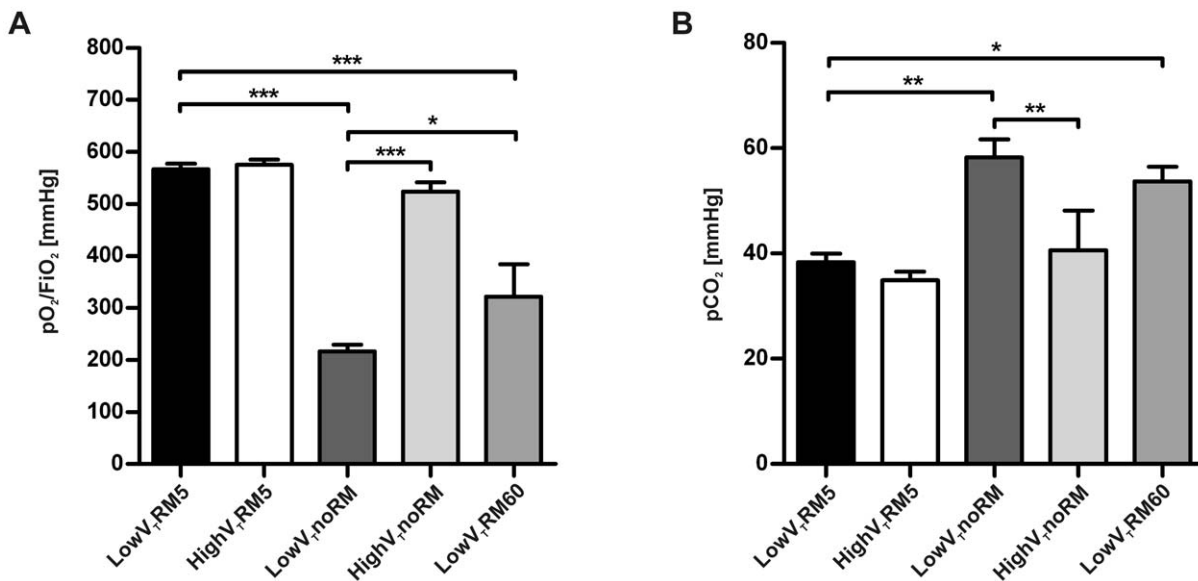 A
800
700
600
500
400
300
200
100
0
pO₂/FiO₂ [mmHg]
***
***
*
***
LowVTRM5
HighVTRM5
LowVTnoRM
HighVTnoRM
LowVTRM60
B
80
60
40
20
0
pCO₂ [mmHg]
*
**
**
LowVTRM5
HighVTRM5
LowVTnoRM
HighVTnoRM
LowVTRM60